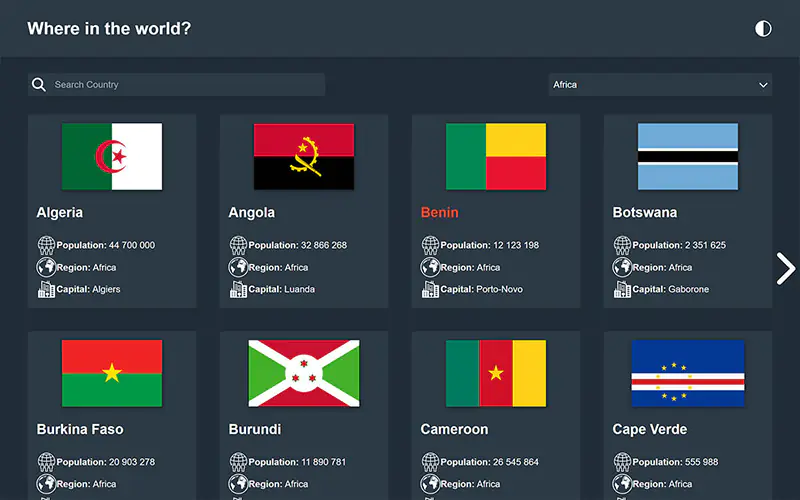 Where in the world?
Search Country
Africa
Algeria
Population: 44 700 000
Region: Africa
Capital: Algiers
Angola
Population: 32 866 268
Region: Africa
Capital: Luanda
Benin
Population: 12 123 198
Region: Africa
Capital: Porto-Novo
Botswana
Population: 2 351 625
Region: Africa
Capital: Gaborone
Burkina Faso
Population: 20 903 278
Region: Africa
Burundi
Population: 11 890 781
Region: Africa
Cameroon
Population: 26 545 864
Region: Africa
Cape Verde
Population: 555 988
Region: Africa